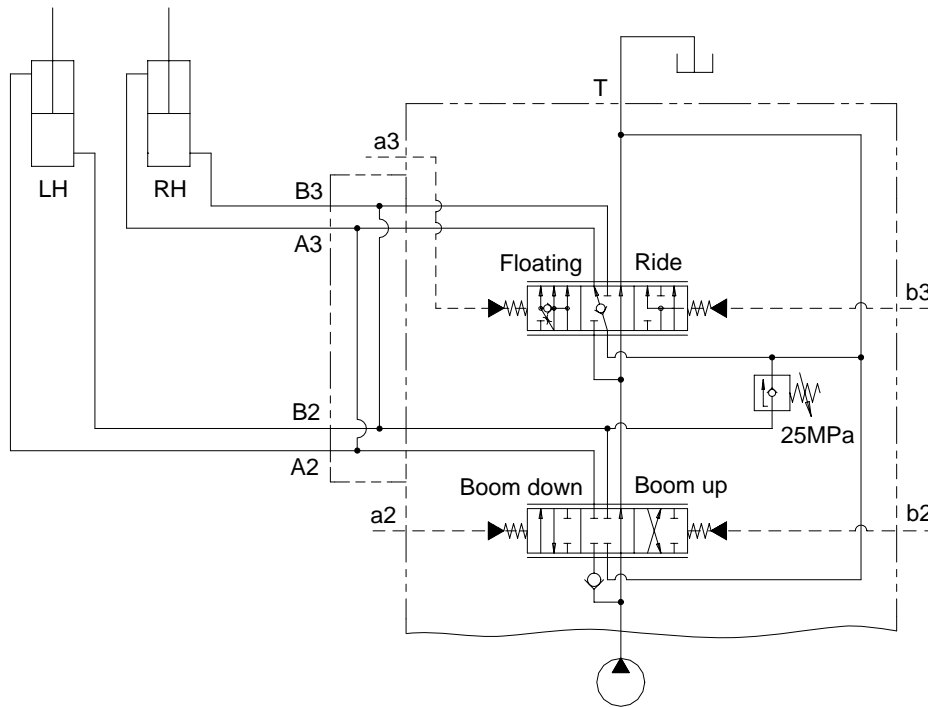 T
a3
LH
RH
B3
A3
Floating
Ride
b3
B2
25MPa
A2
Boom down
Boom up
a2
b2